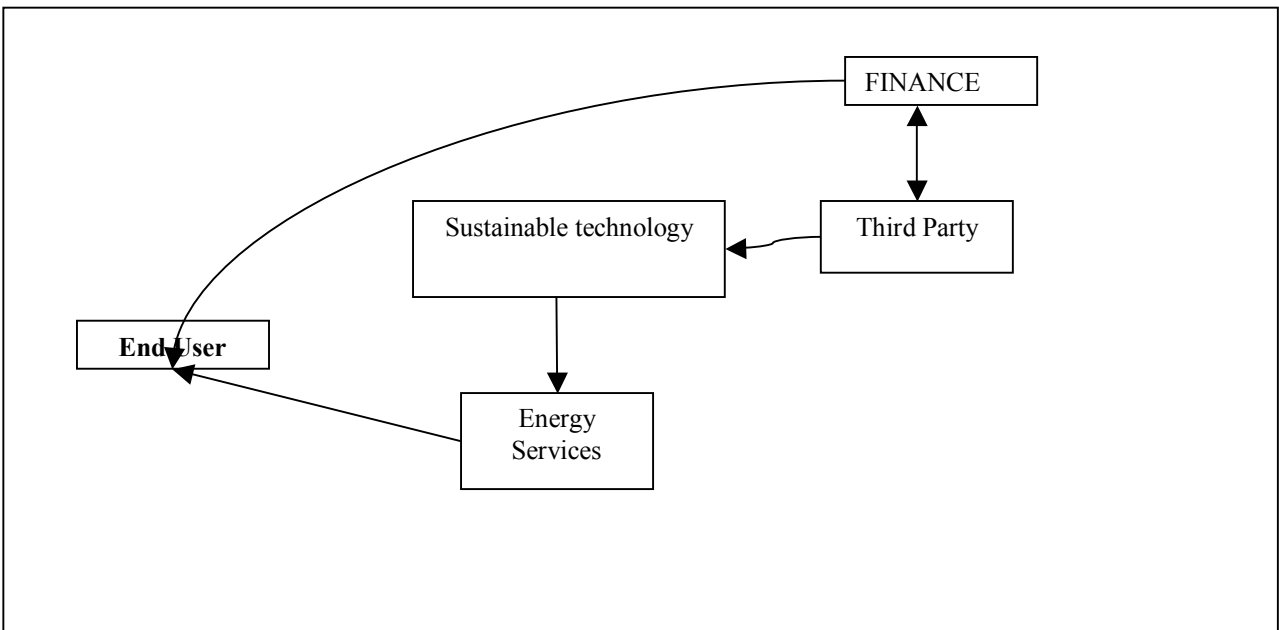 FINANCE
Sustainable technology
Third Party
End User
Energy
Services